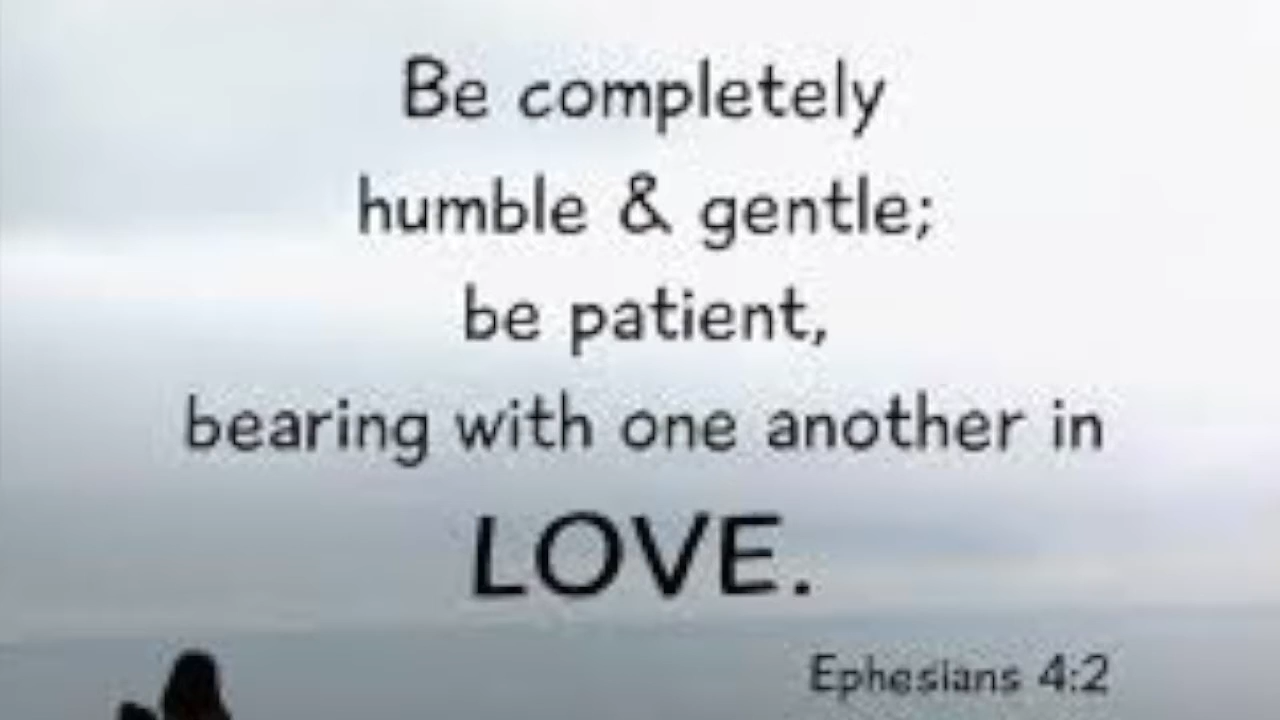 Be completely
humble & gentle;
be patient,
bearing with one another in
LOVE.
Ephesians 4:2